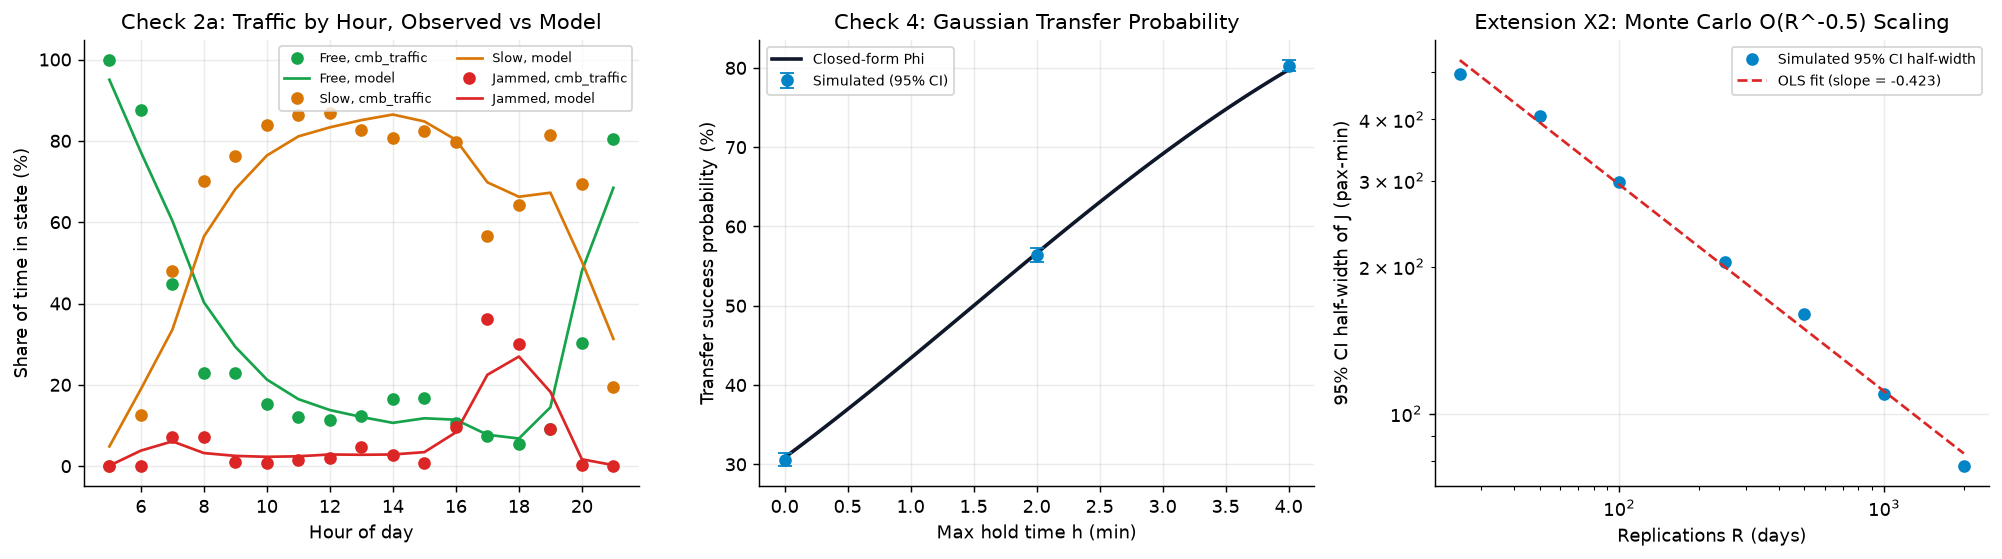 Check 2a: Traffic by Hour, Observed vs Model
Free, cmb_traffic
Free, model
Slow, cmb_traffic
Slow, model
Jammed, cmb_traffic
Jammed, model
Share of time in state (%)
100
80
60
40
20
0
6 8 10 12 14 16 18 20
Hour of day
Check 4: Gaussian Transfer Probability
Closed-form Phi
Simulated (95% CI)
Transfer success probability (%)
80
70
60
50
40
30
0.0 0.5 1.0 1.5 2.0 2.5 3.0 3.5 4.0
Max hold time h (min)
Extension X2: Monte Carlo O(R^-0.5) Scaling
Simulated 95% CI half-width
OLS fit (slope = -0.423)
95% CI half-width of J (pax-min)
4 × 10²
3 × 10²
2 × 10²
10²
10² 10³
Replications R (days)